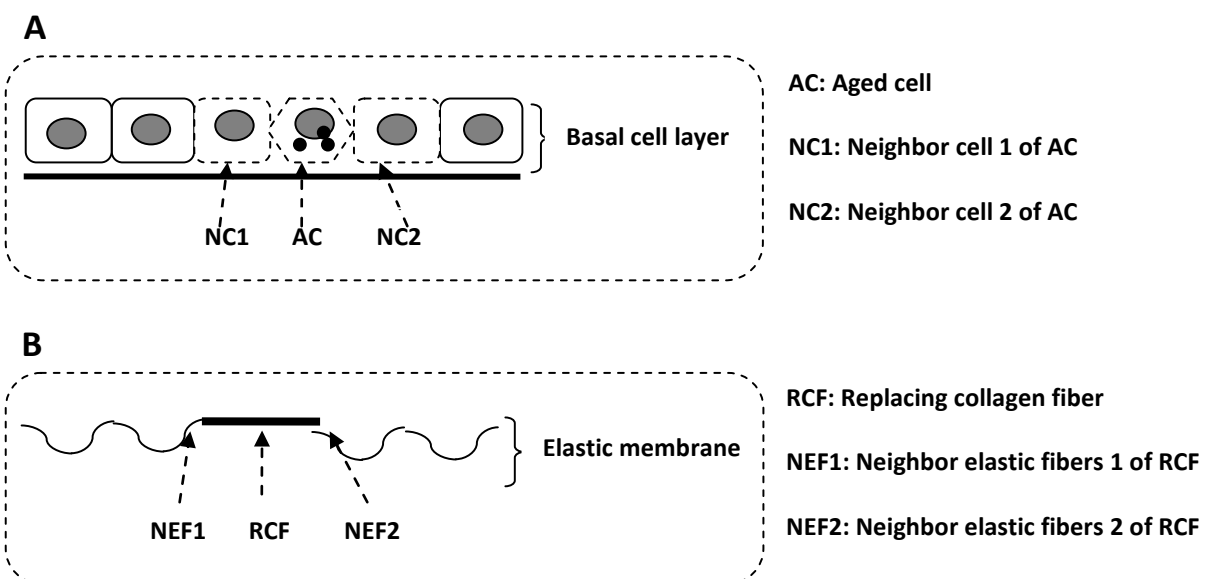 A
AC: Aged cell
Basal cell layer
NC1: Neighbor cell 1 of AC
NC2: Neighbor cell 2 of AC
NC1 AC NC2
B
RCF: Replacing collagen fiber
Elastic membrane
NEF1: Neighbor elastic fibers 1 of RCF
NEF1 RCF NEF2
NEF2: Neighbor elastic fibers 2 of RCF